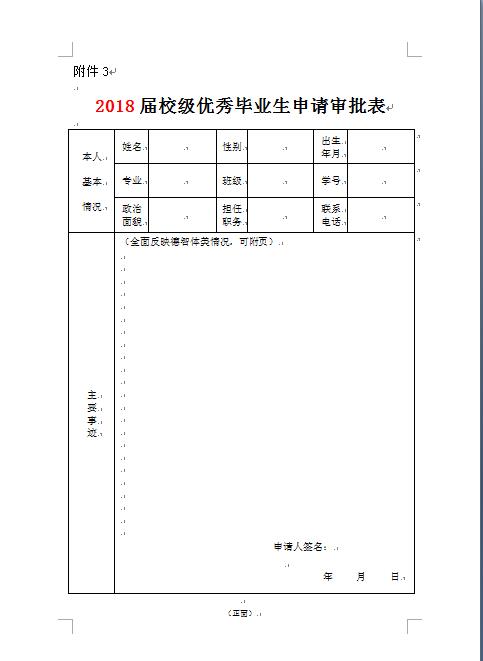 附件 3
2018 届校级优秀毕业生申请审批表
本人
基本
情况
姓名
性别
出生
年月
专业
班级
学号
政治
面貌
担任
职务
联系
电话
主
要
事
迹
（全面反映德智体美情况，可附页）
申请人签名：
年 月 日
（正面）